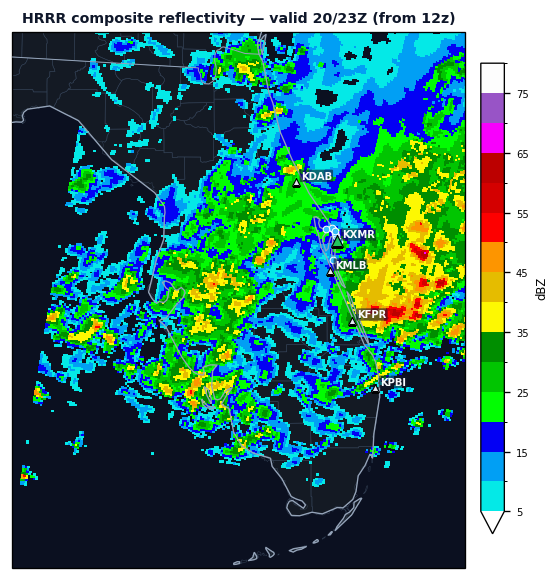 HRRR composite reflectivity — valid 20/23Z (from 12z)
KDAB
KXMR
KMLB
KFPR
KPBI
75
65
55
45
35
25
15
5
dBZ